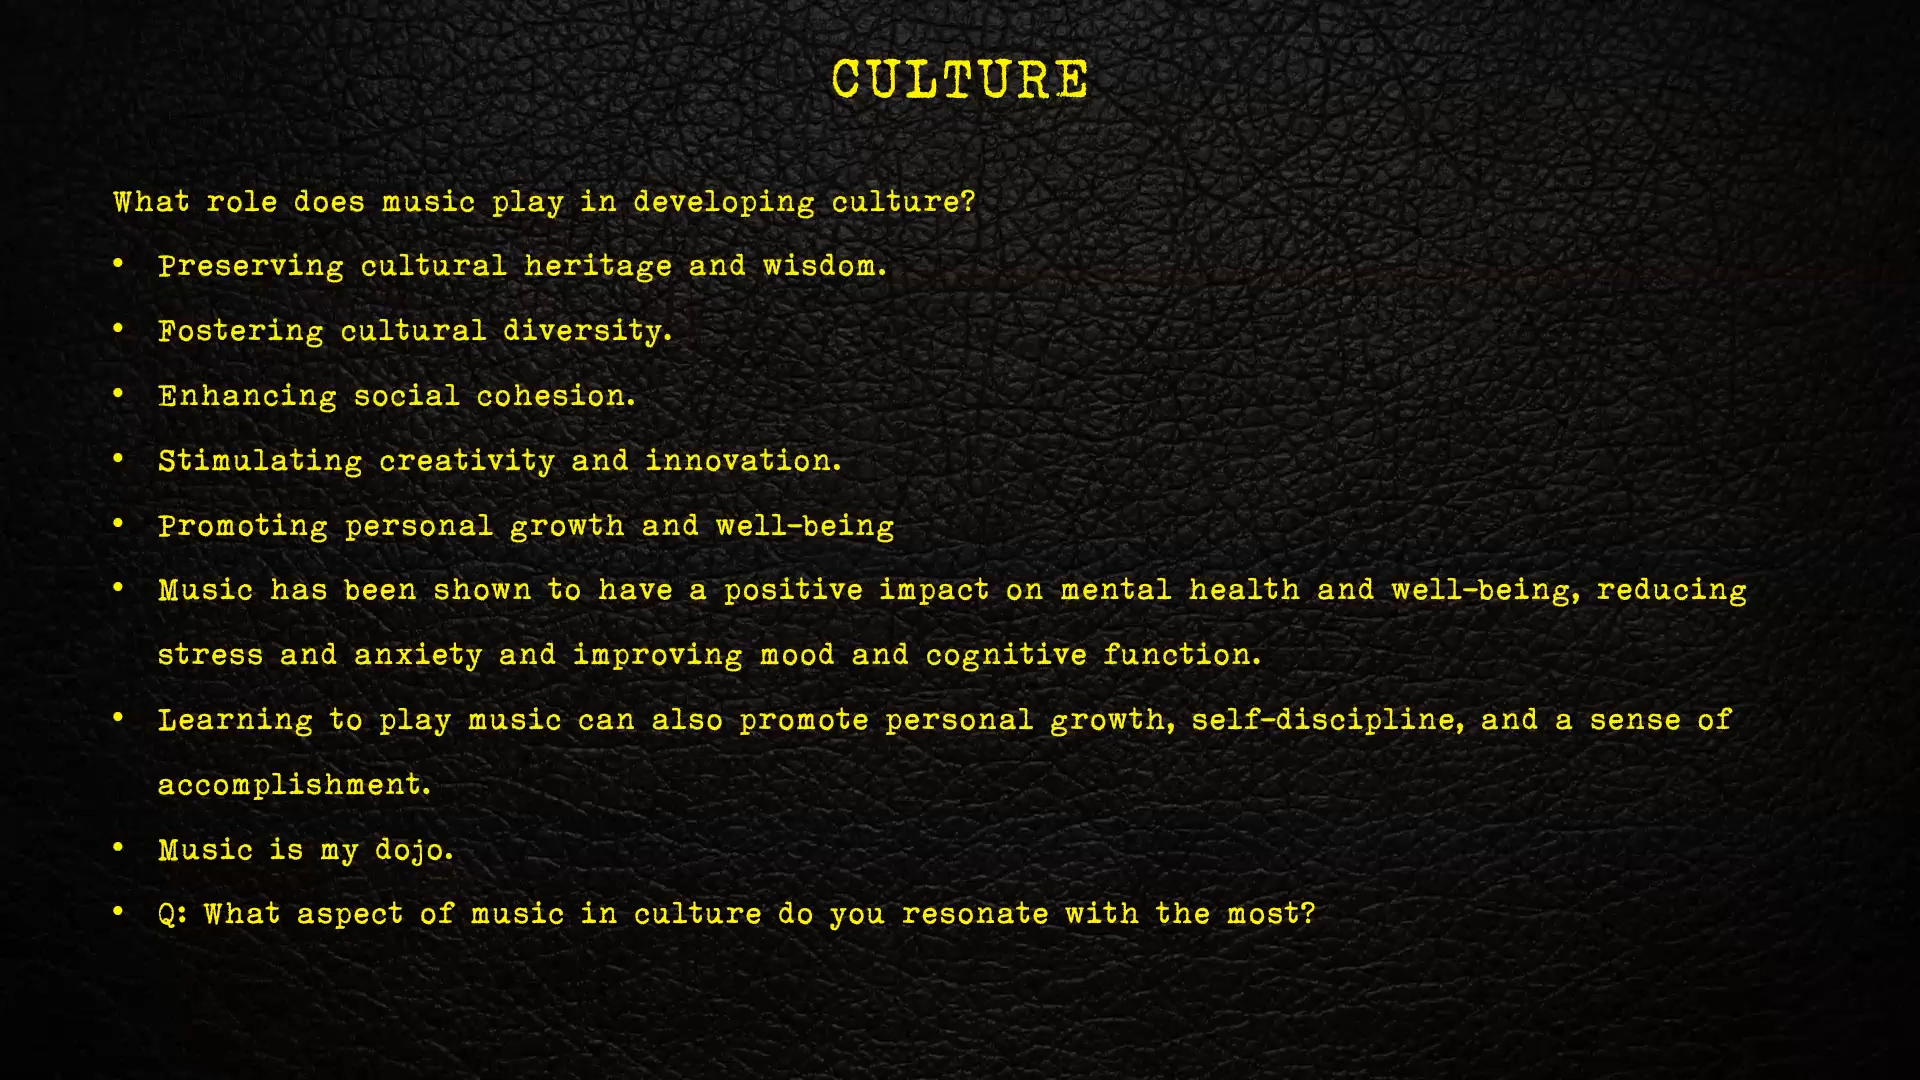 CULTURE
What role does music play in developing culture?
• Preserving cultural heritage and wisdom.
• Fostering cultural diversity.
• Enhancing social cohesion.
• Stimulating creativity and innovation.
• Promoting personal growth and well-being
• Music has been shown to have a positive impact on mental health and well-being, reducing
stress and anxiety and improving mood and cognitive function.
• Learning to play music can also promote personal growth, self-discipline, and a sense of
accomplishment.
• Music is my dojo.
• Q: What aspect of music in culture do you resonate with the most?